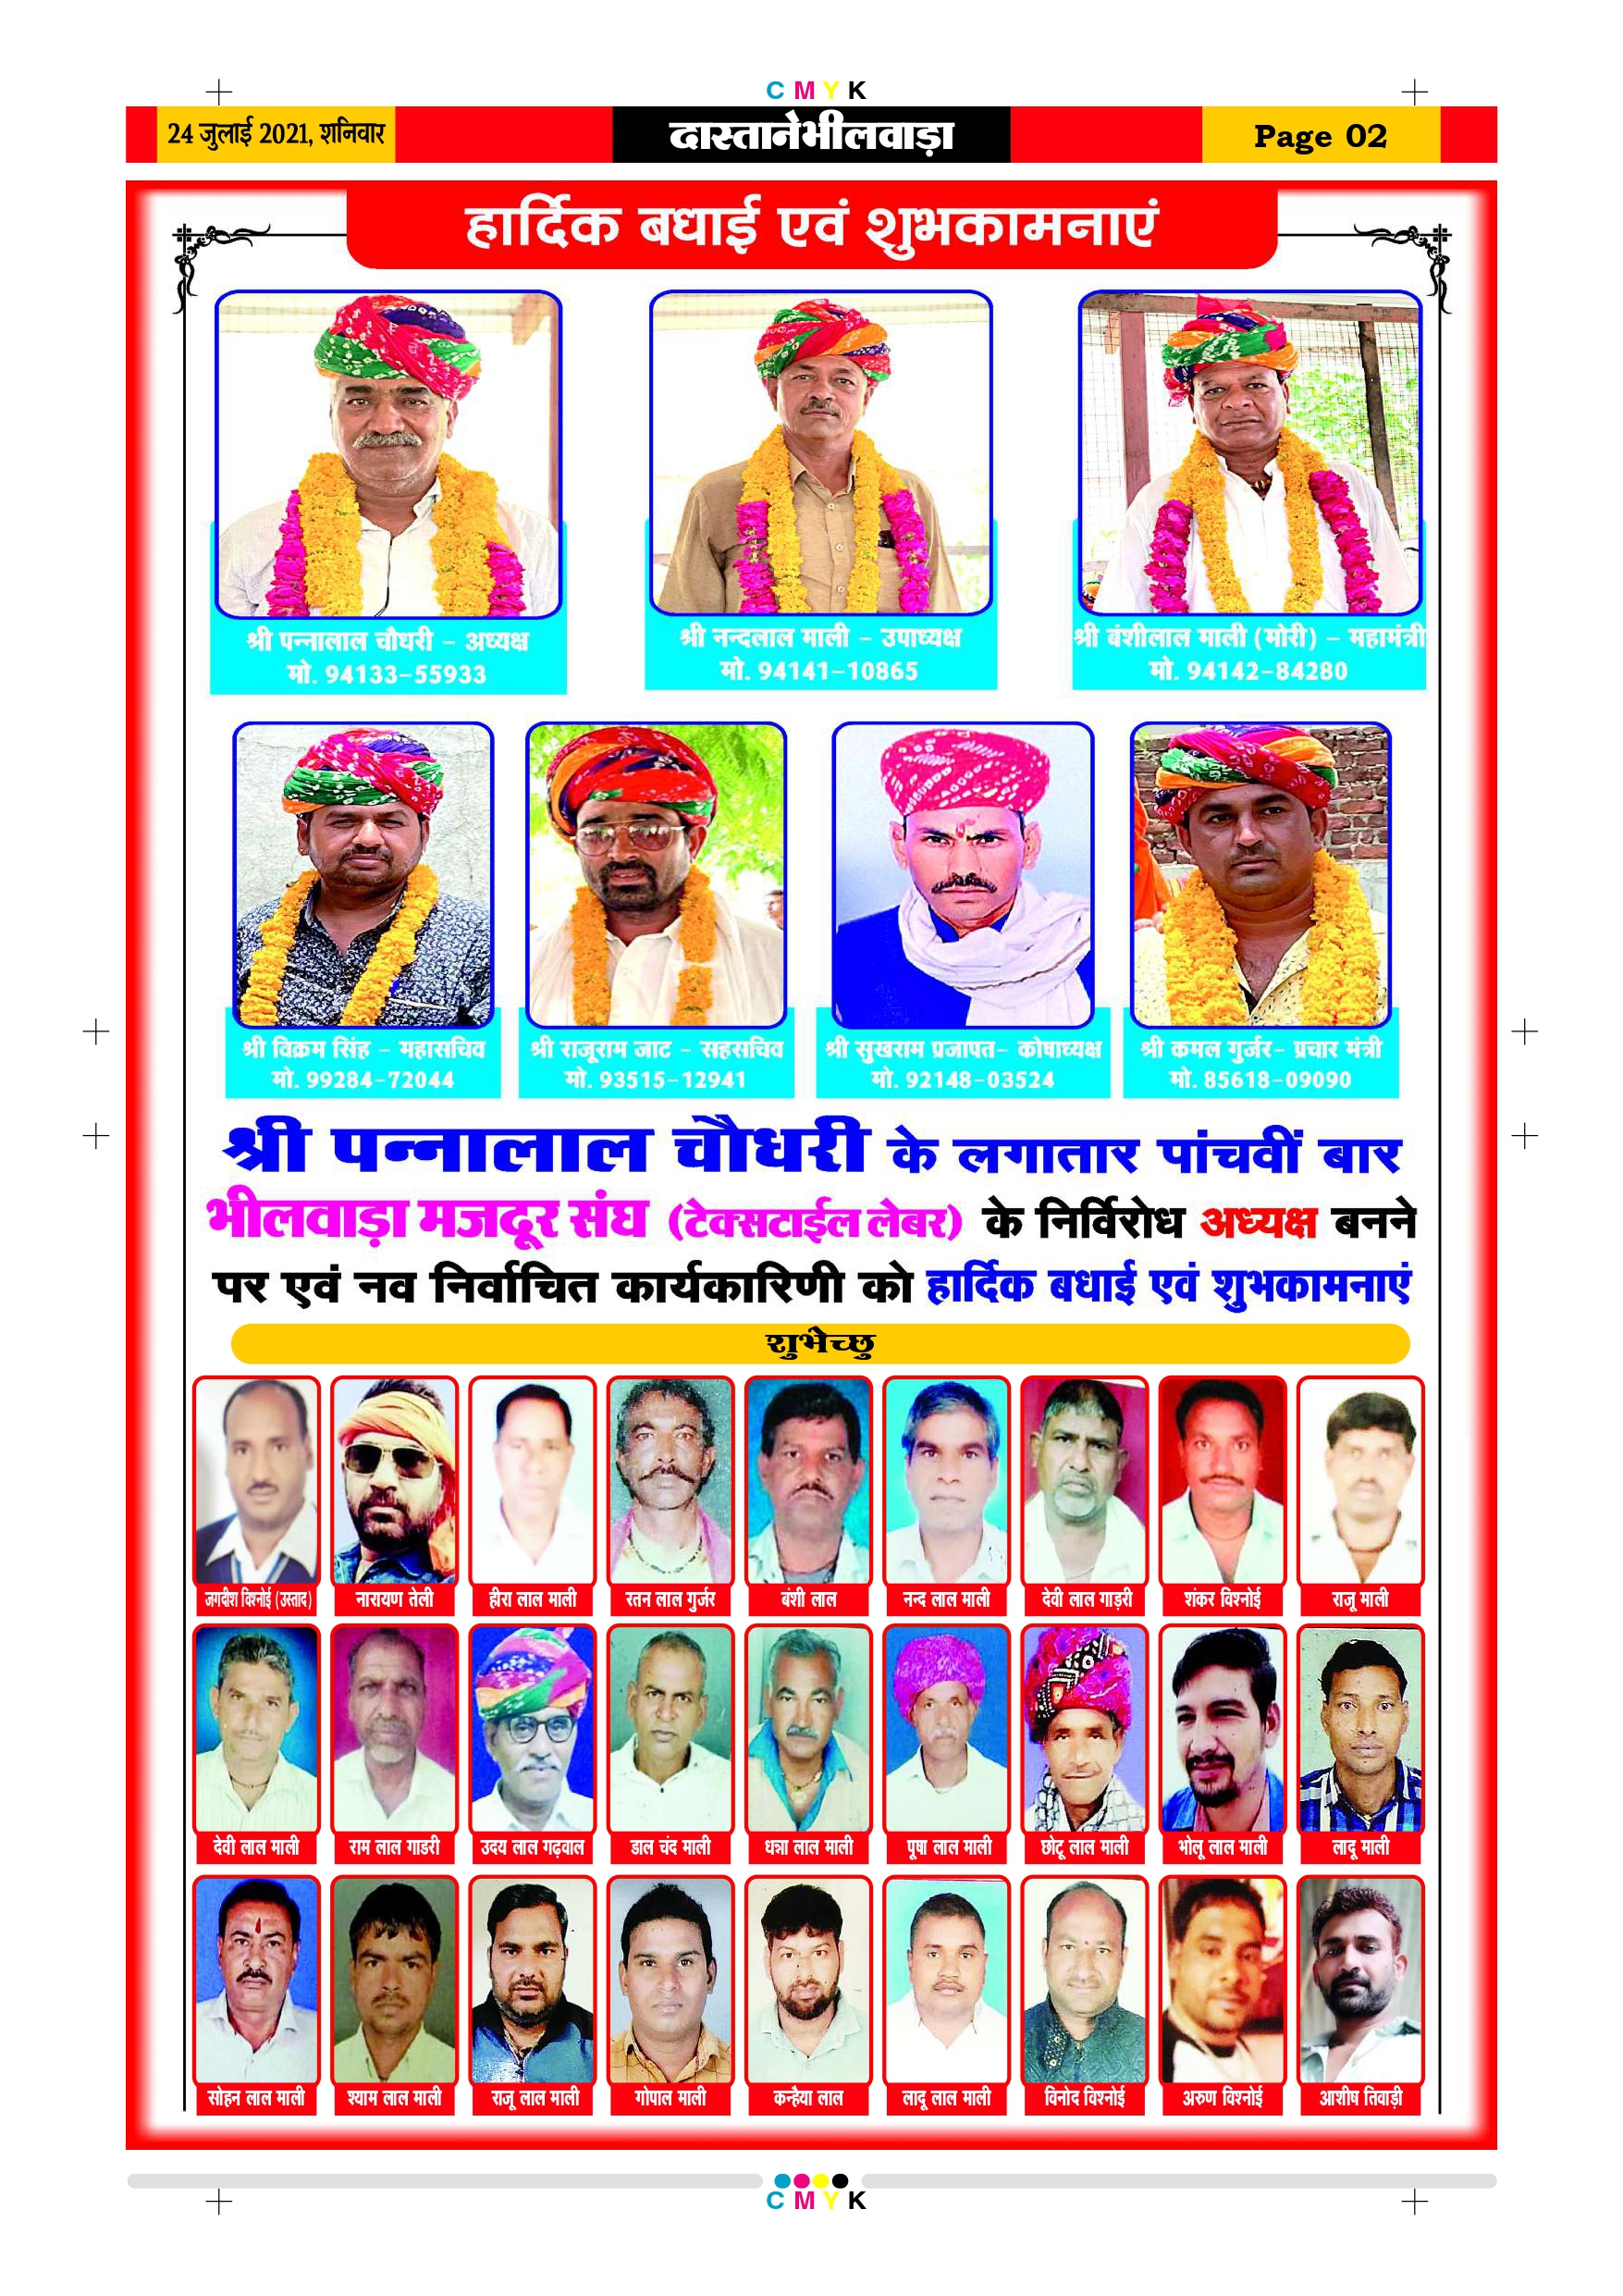 CMYK
24 जुलाई 2021, शनिवार
दास्तानेभीलवाड़ा
Page 02
हार्दिक बधाई एवं शुभकामनाएं
श्री पन्नालाल चौधरी - अध्यक्ष
मो. 94133-55933
श्री नन्दलाल माली - उपाध्यक्ष
मो. 94141-10865
श्री बंशीलाल माली (मोरी) - महामंत्री
मो. 94142-84280
श्री विक्रम सिंह - महासचिव
मो. 99284-72044
श्री राजूराम जाट - सहसचिव
मो. 93515-12941
श्री सुखराम प्रजापत- कोषाध्यक्ष
मो. 92148-03524
श्री कमल गुर्जर- प्रचार मंत्री
मो. 85618-09090
श्री पन्नालाल चौधरी के लगातार पांचवीं बार
भीलवाड़ा मजदूर संघ (टेक्सटाईल लेबर) के निर्विरोध अध्यक्ष बनने
पर एवं नव निर्वाचित कार्यकारिणी को हार्दिक बधाई एवं शुभकामनाएं
शुभेच्छु
जगदीश विश्नोई (उस्ताद)
नारायण तेली
हीरा लाल माली
रतन लाल गुर्जर
बंशी लाल
नन्द लाल माली
देवी लाल गाड़री
शंकर विश्नोई
राजू माली
देवी लाल माली
राम लाल गाडरी
उदय लाल गढ़वाल
डाल चंद माली
धन्ना लाल माली
पूषा लाल माली
छोटू लाल माली
भोलू लाल माली
लादू माली
सोहन लाल माली
श्याम लाल माली
राजू लाल माली
गोपाल माली
कन्हैया लाल
लादू लाल माली
विनोद विश्नोई
अरुण विश्नोई
आशीष तिवाड़ी
CMYK